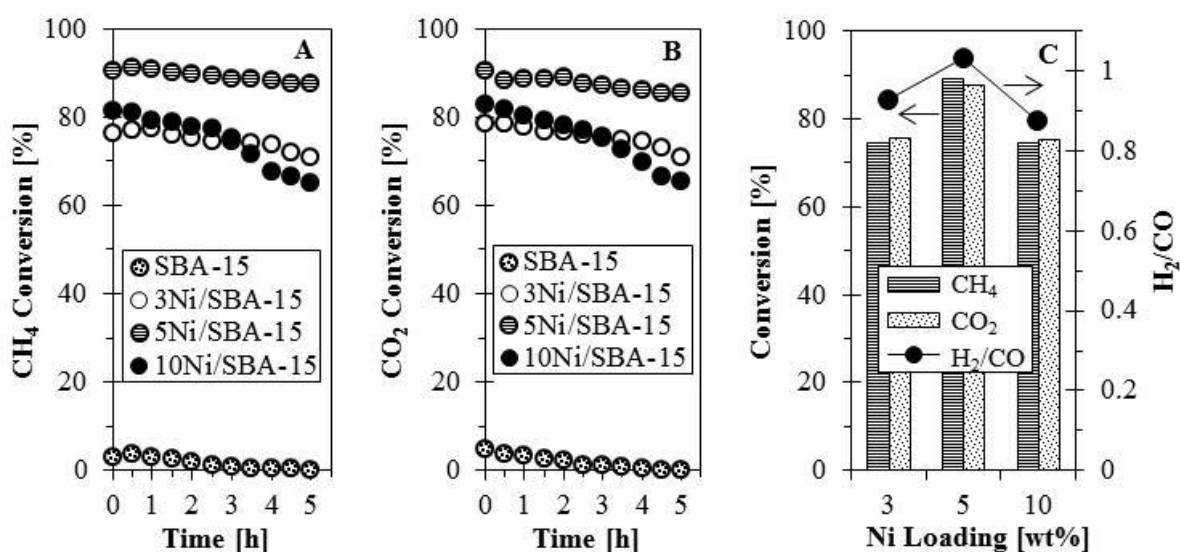 A
CH4 Conversion [%]
100
80
60
40
20
0
SBA-15
3Ni/SBA-15
5Ni/SBA-15
10Ni/SBA-15
0 1 2 3 4 5
Time [h]
B
CO2 Conversion [%]
100
80
60
40
20
0
SBA-15
3Ni/SBA-15
5Ni/SBA-15
10Ni/SBA-15
0 1 2 3 4 5
Time [h]
C
Conversion [%]
100
80
60
40
20
0
CH4
CO2
H2/CO
1
0.8
0.6
0.4
0.2
0
H2/CO
3 5 10
Ni Loading [wt%]